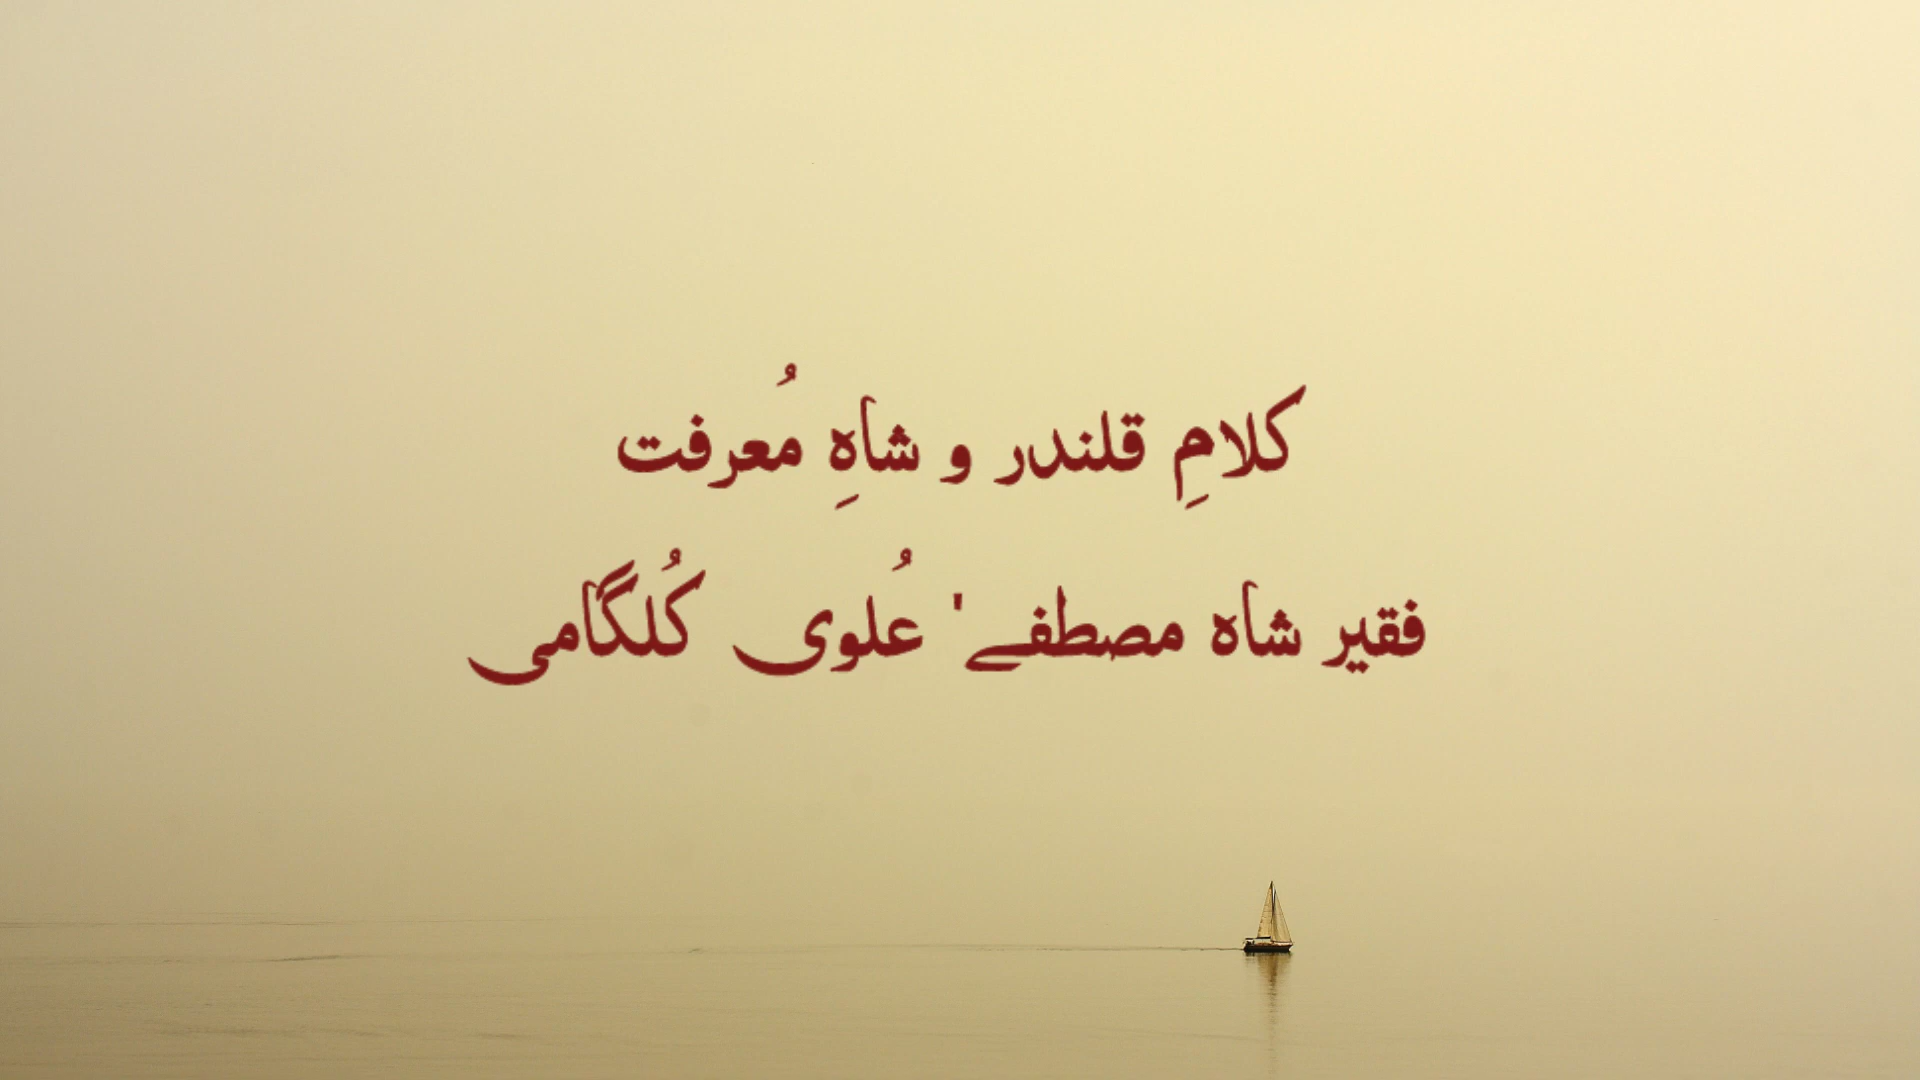 کلامِ قلندر و شاہِ مُعرفت
فقیر شاہ مصطفے' عُلوی کُلگامی